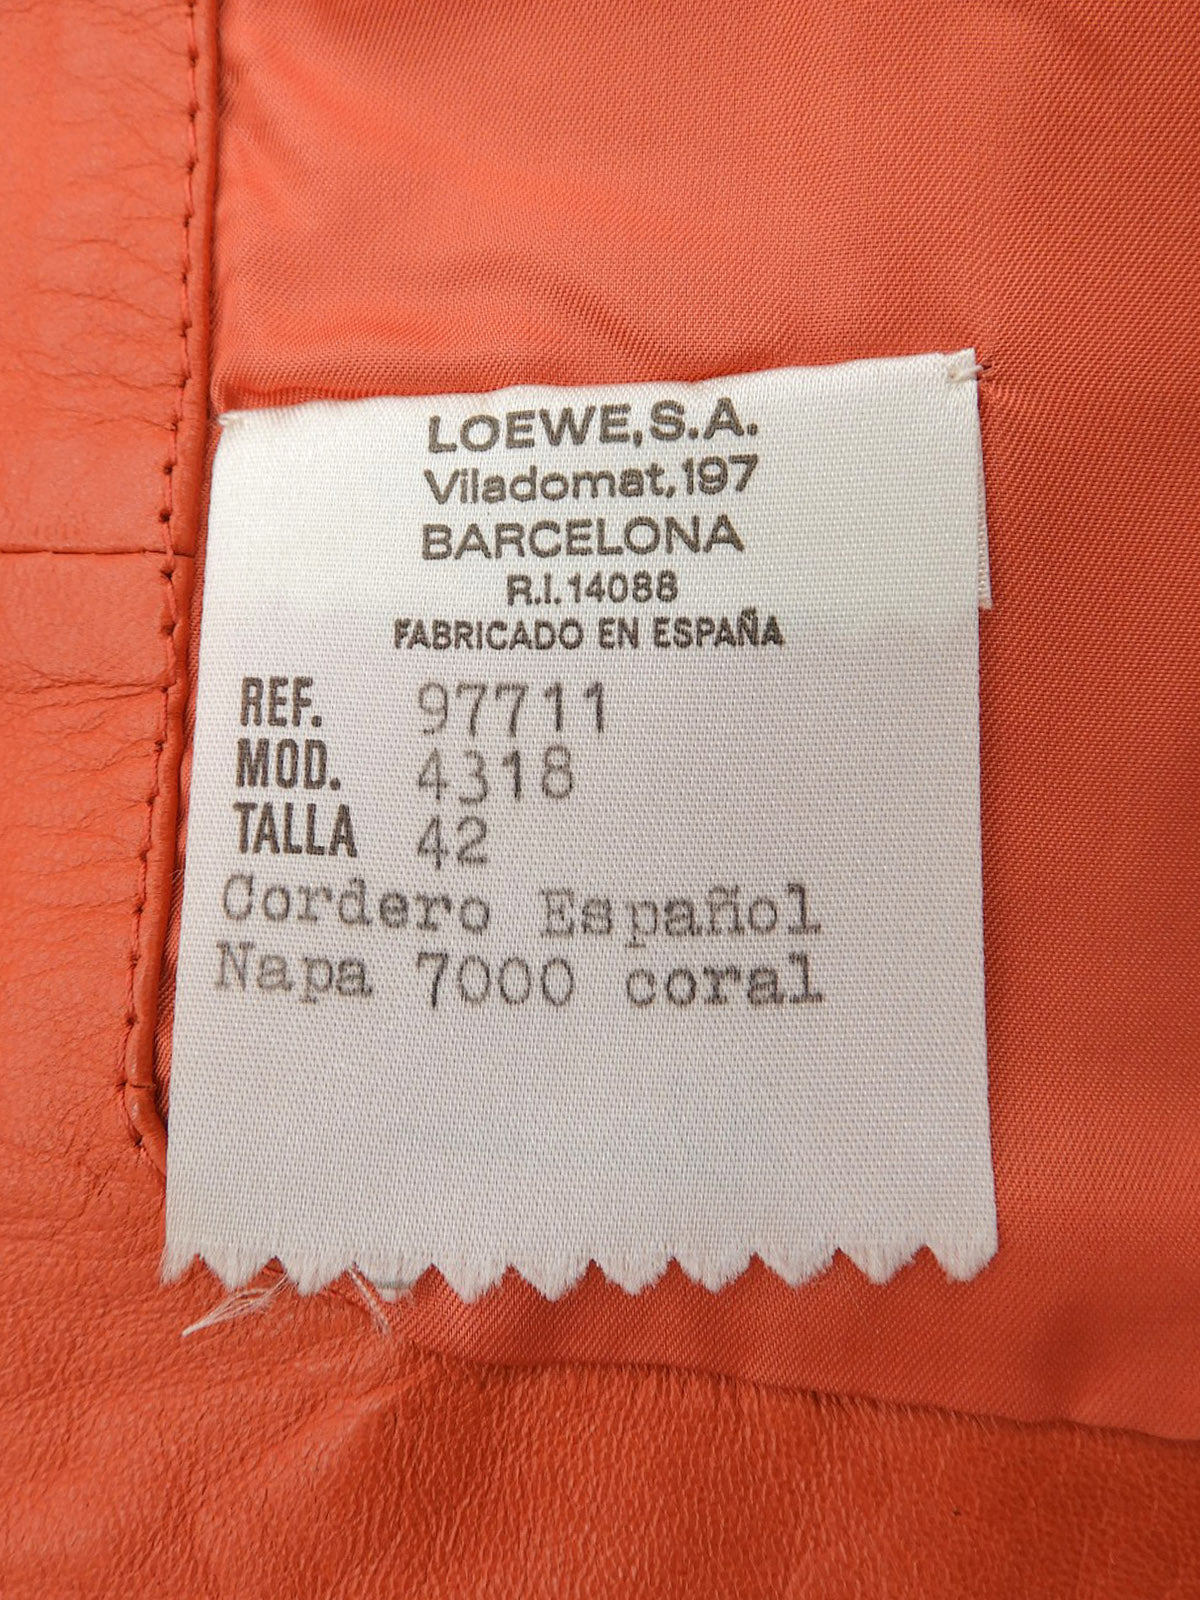 LOEWE, S.A.
Viladomat, 197
BARCELONA
R.I. 14088
FABRICADO EN ESPAÑA
REF. 97711
MOD. 4318
TALLA 42
Cordero Español
Napa 7000 coral